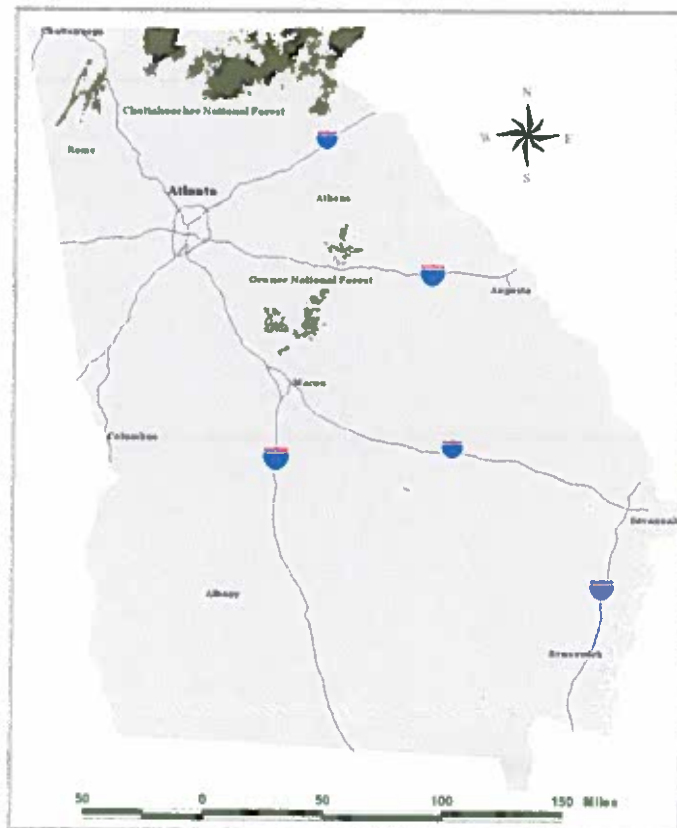 Chattanooga
Chattahoochee National Forest
N
W E
S
Rome
Atlanta
Athens
Oconee National Forest
Augusta
Macon
Columbus
Savannah
Albany
Brunswick
50 0 50 100 150 Miles